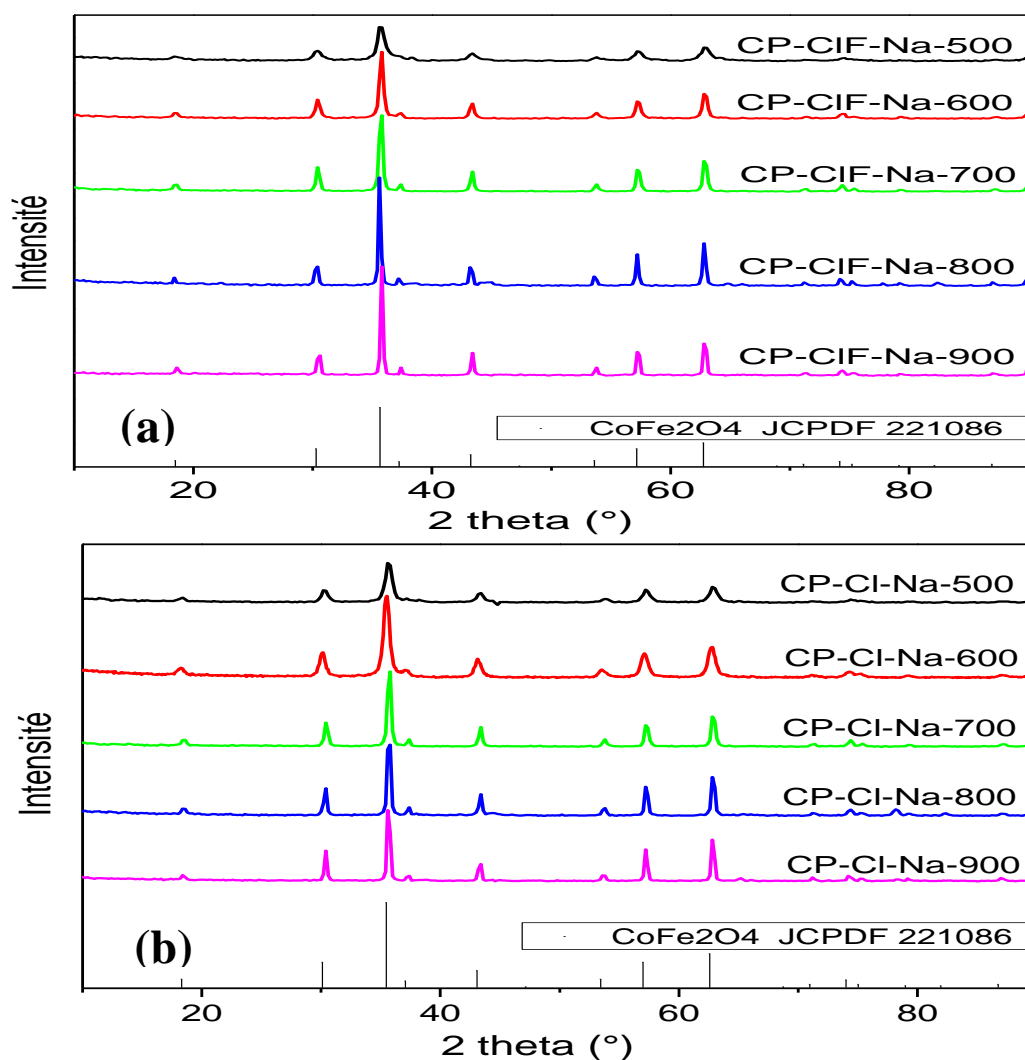 CP-ClF-Na-500
CP-ClF-Na-600
CP-ClF-Na-700
CP-ClF-Na-800
CP-ClF-Na-900
Intensité
(a)
CoFe2O4 JCPDF 221086
20 40 60 80
2 theta (°)
CP-Cl-Na-500
CP-Cl-Na-600
CP-Cl-Na-700
CP-Cl-Na-800
CP-Cl-Na-900
Intensité
(b)
CoFe2O4 JCPDF 221086
20 40 60 80
2 theta (°)